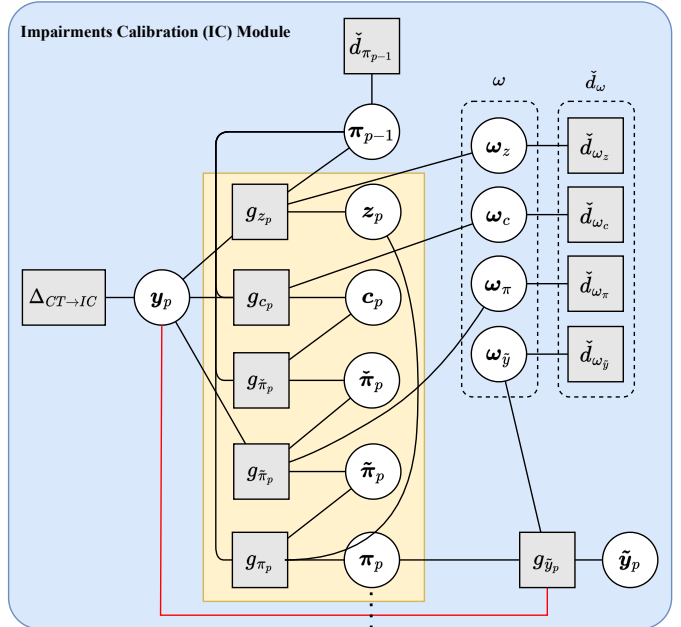 Impairments Calibration (IC) Module
ď_{π_{p−1}}
ω
ď_ω
π_{p−1}
ω_z
ď_{ω_z}
g_{z_p}
z_p
ω_c
ď_{ω_c}
Δ_{CT→IC}
y_p
g_{c_p}
c_p
ω_π
ď_{ω_π}
g_{π̌_p}
π̌_p
ω_ỹ
ď_{ω_ỹ}
g_{π̃_p}
π̃_p
g_{π_p}
π_p
g_{ỹ_p}
ỹ_p